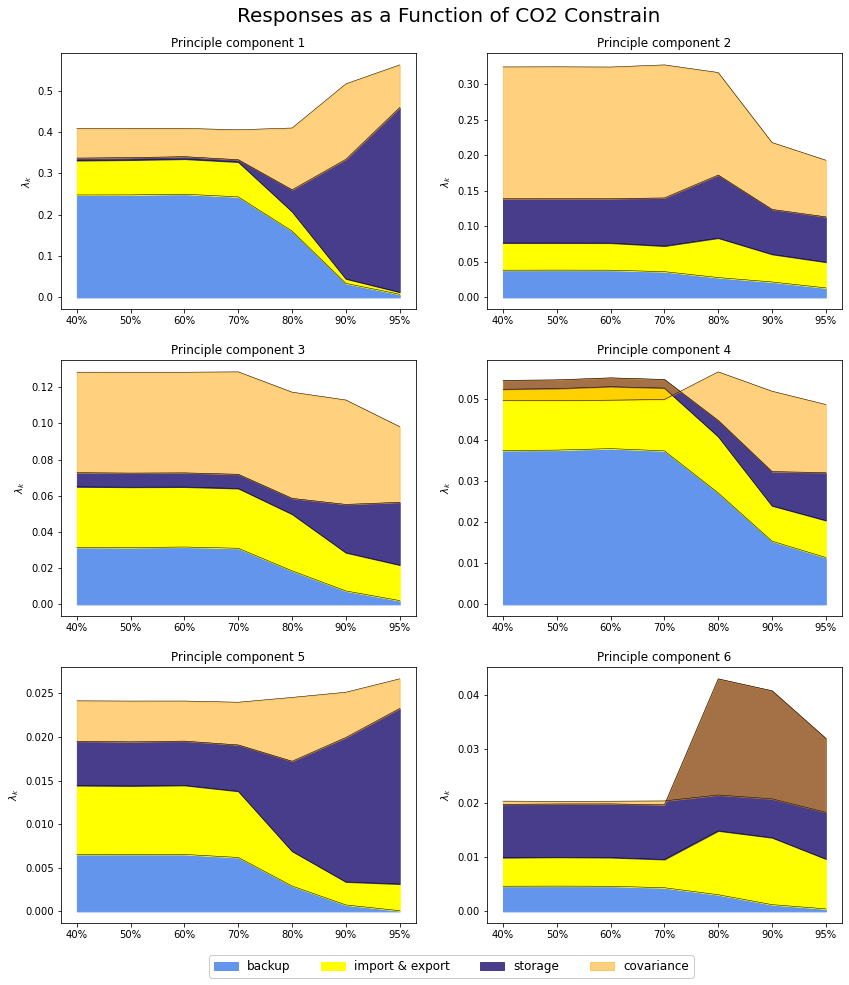 Responses as a Function of CO2 Constrain
Principle component 1
λk
0.5
0.4
0.3
0.2
0.1
0.0
40% 50% 60% 70% 80% 90% 95%
Principle component 2
λk
0.30
0.25
0.20
0.15
0.10
0.05
0.00
40% 50% 60% 70% 80% 90% 95%
Principle component 3
λk
0.12
0.10
0.08
0.06
0.04
0.02
0.00
40% 50% 60% 70% 80% 90% 95%
Principle component 4
λk
0.05
0.04
0.03
0.02
0.01
0.00
40% 50% 60% 70% 80% 90% 95%
Principle component 5
λk
0.025
0.020
0.015
0.010
0.005
0.000
40% 50% 60% 70% 80% 90% 95%
Principle component 6
λk
0.04
0.03
0.02
0.01
0.00
40% 50% 60% 70% 80% 90% 95%
backup import & export storage covariance